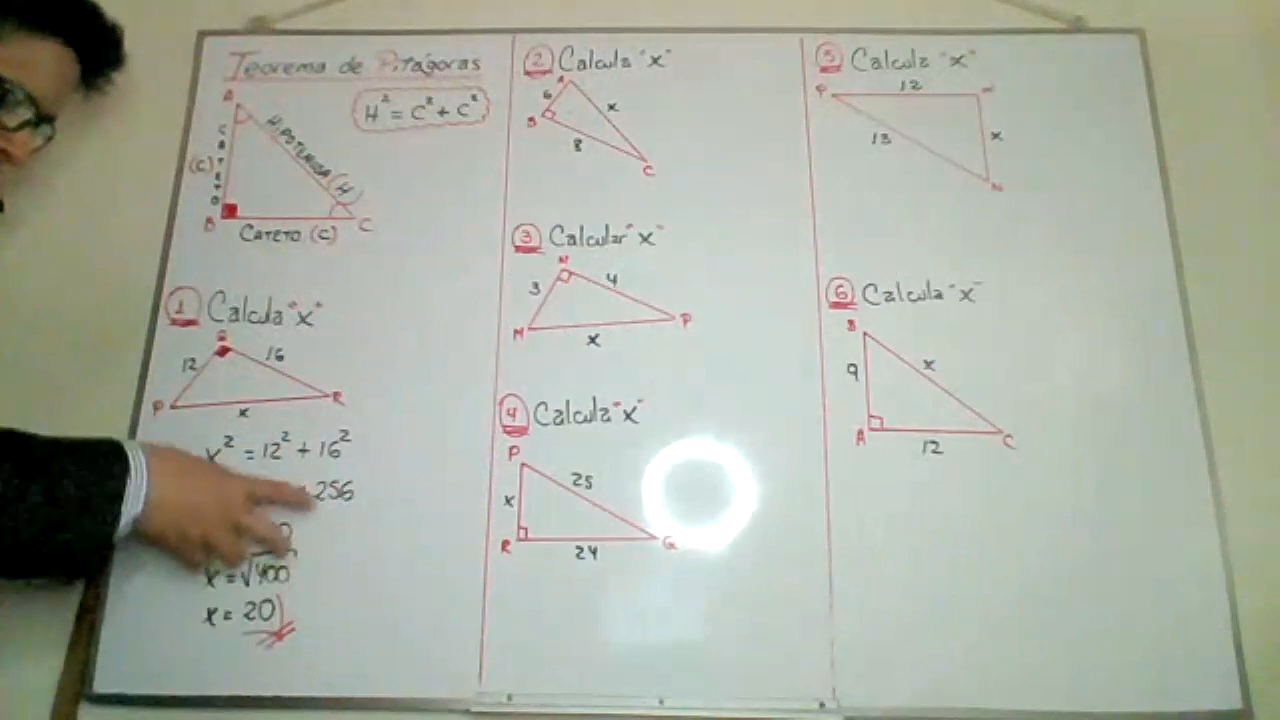 Teorema de Pitágoras
H² = C² + C²
A
CATETO
(C)
HIPOTENUSA (H)
B
CATETO (C)
C
1 Calcula "x"
12
16
P
x
R
x² = 12² + 16²
256
x = √400
x = 20
2 Calcula "x"
A
6
x
B
8
C
3 Calcular "x"
N
3
4
M
x
P
4 Calcula "x"
P
25
x
R
24
G
5 Calcula "x"
12
P
13
x
N
6 Calcula "x"
B
9
x
A
12
C